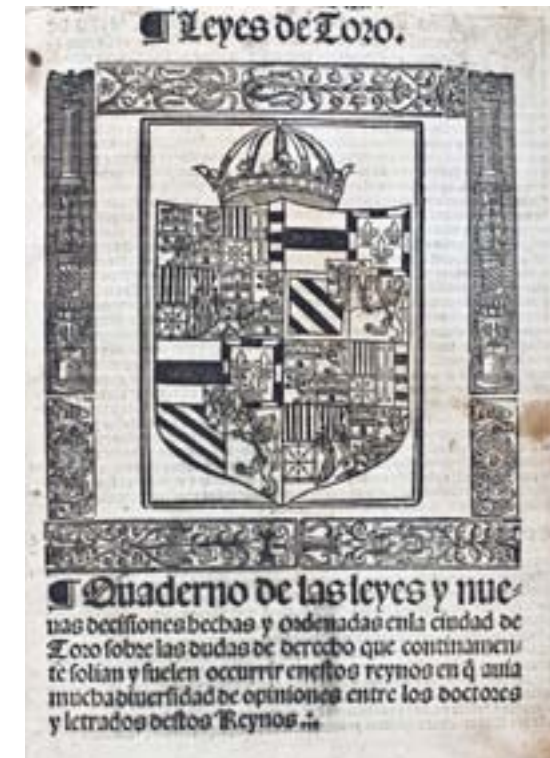 ¶ Leyes de Toro.
¶ Quaderno de las leyes y nue⸗
uas decissiones hechas y ordenadas enla ciudad de
Toro sobre las dudas de derecho que continamen⸗
te solian y suelen occurrir enestos reynos en q̃ auia
mucha diuersidad de opiniones entre los doctores
y letrados destos Reynos.